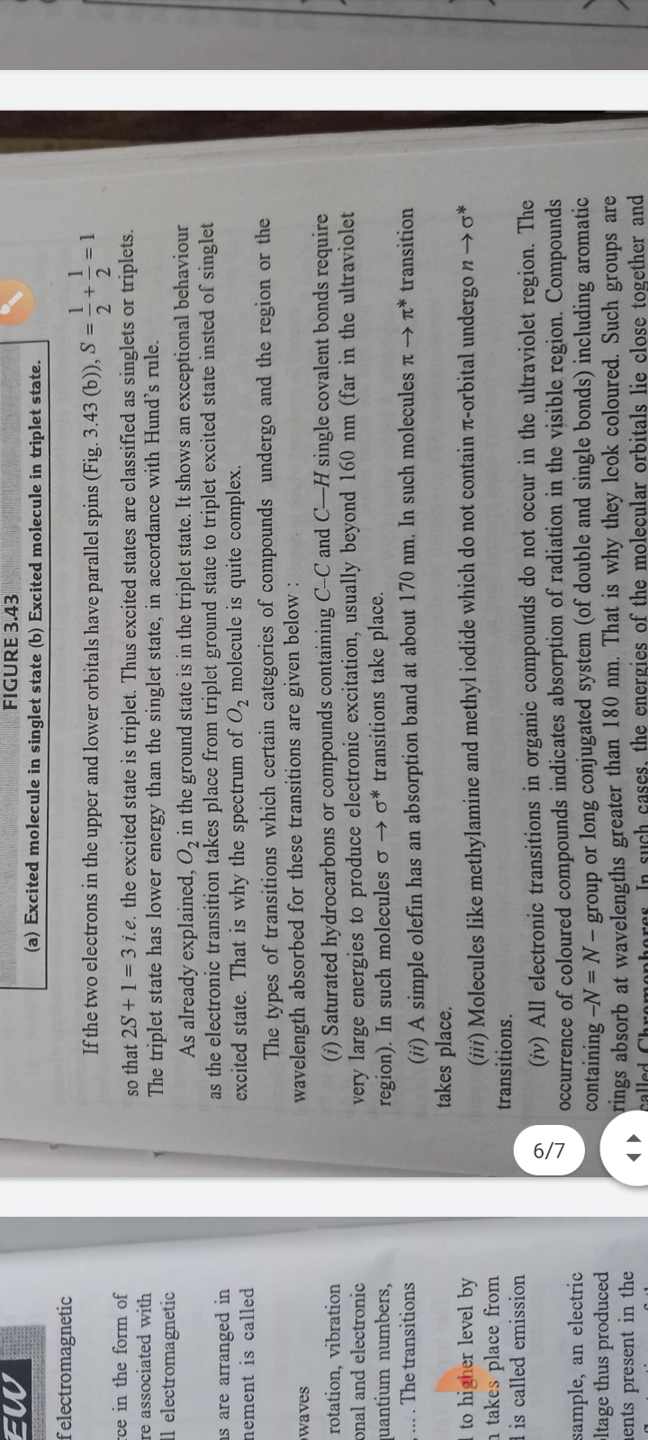 FIGURE 3.43
(a) Excited molecule in singlet state (b) Excited molecule in triplet state.
If the two electrons in the upper and lower orbitals have parallel spins (Fig. 3.43 (b)), S = 1/2 + 1/2 = 1
so that 2S + 1 = 3 i.e. the excited state is triplet. Thus excited states are classified as singlets or triplets.
The triplet state has lower energy than the singlet state, in accordance with Hund's rule.
As already explained, O₂ in the ground state is in the triplet state. It shows an exceptional behaviour
as the electronic transition takes place from triplet ground state to triplet excited state insted of singlet
excited state. That is why the spectrum of O₂ molecule is quite complex.
The types of transitions which certain categories of compounds undergo and the region or the
wavelength absorbed for these transitions are given below :
(i) Saturated hydrocarbons or compounds containing C–C and C—H single covalent bonds require
very large energies to produce electronic excitation, usually beyond 160 nm (far in the ultraviolet
region). In such molecules σ → σ* transitions take place.
(ii) A simple olefin has an absorption band at about 170 nm. In such molecules π → π* transition
takes place.
(iii) Molecules like methylamine and methyl iodide which do not contain π-orbital undergo n → σ*
transitions.
(iv) All electronic transitions in organic compounds do not occur in the ultraviolet region. The
occurrence of coloured compounds indicates absorption of radiation in the visible region. Compounds
containing –N = N – group or long conjugated system (of double and single bonds) including aromatic
rings absorb at wavelengths greater than 180 nm. That is why they look coloured. Such groups are
called Chromophores. In such cases, the energies of the molecular orbitals lie close together and
6/7
EW
f electromagnetic
rce in the form of
re associated with
ll electromagnetic
s are arranged in
nement is called
waves
rotation, vibration
onal and electronic
uantum numbers,
, ... . The transitions
l to higher level by
n takes place from
l is called emission
sample, an electric
ltage thus produced
ents present in the